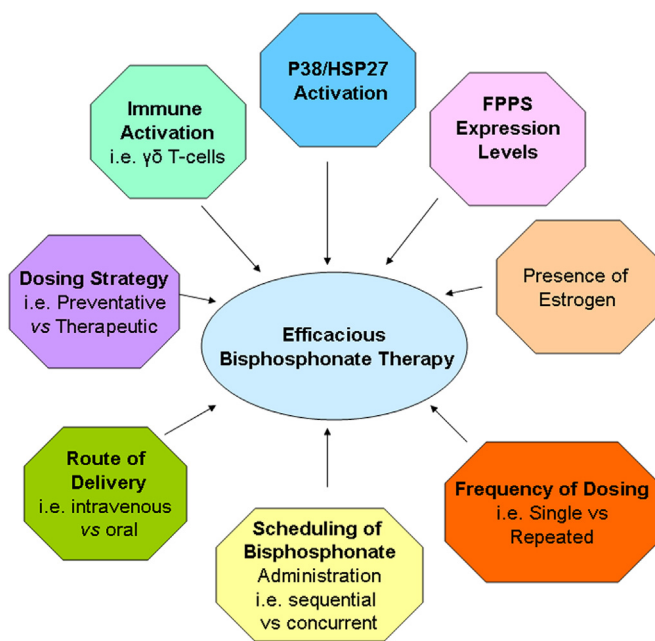 P38/HSP27
Activation
Immune
Activation
i.e. γδ T-cells
FPPS
Expression
Levels
Dosing Strategy
i.e. Preventative
vs Therapeutic
Presence of
Estrogen
Efficacious
Bisphosphonate Therapy
Route of
Delivery
i.e. intravenous
vs oral
Frequency of Dosing
i.e. Single vs
Repeated
Scheduling of
Bisphosphonate
Administration
i.e. sequential
vs concurrent